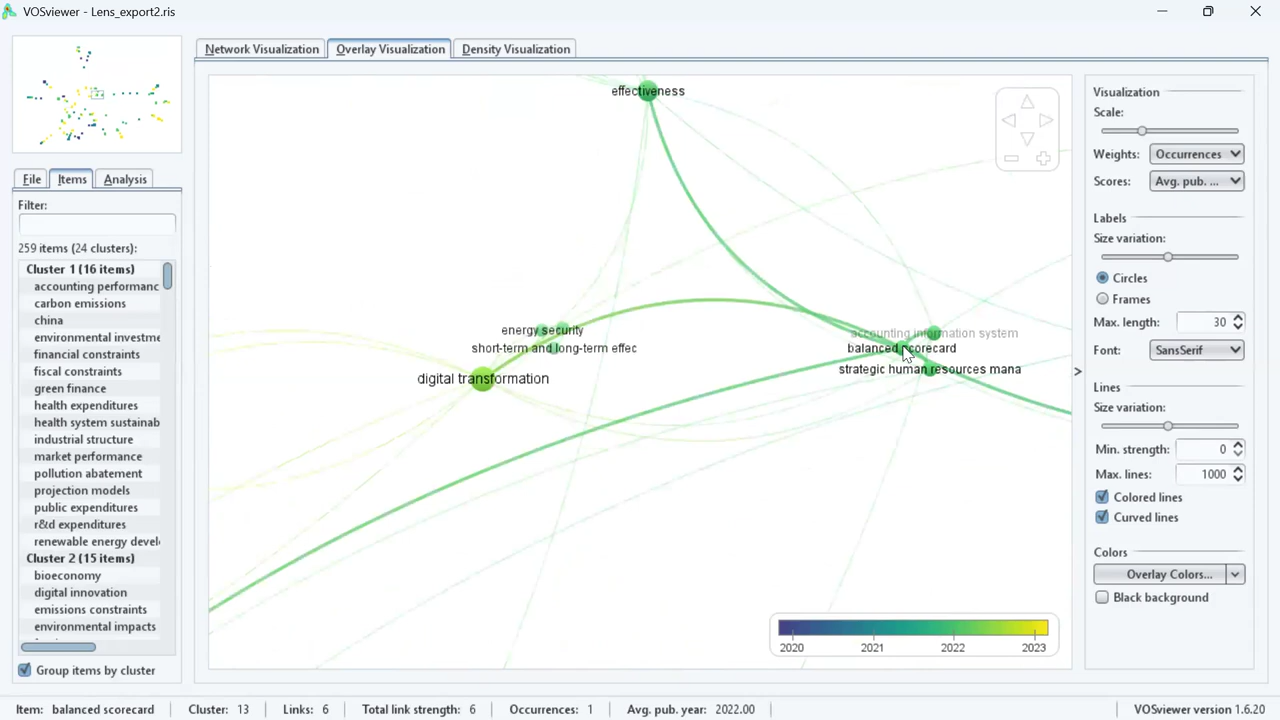 VOSviewer - Lens_export2.ris
Network Visualization
Overlay Visualization
Density Visualization
File
Items
Analysis
Filter:
259 items (24 clusters):
Cluster 1 (16 items)
accounting performanc
carbon emissions
china
environmental investme
financial constraints
fiscal constraints
green finance
health expenditures
health system sustainab
industrial structure
market performance
pollution abatement
projection models
public expenditures
r&d expenditures
renewable energy devel
Cluster 2 (15 items)
bioeconomy
digital innovation
emissions constraints
environmental impacts
Group items by cluster
effectiveness
energy security
short-term and long-term effec
digital transformation
accounting information system
balanced scorecard
strategic human resources mana
2020
2021
2022
2023
Visualization
Scale:
Weights:
Occurrences
Scores:
Avg. pub. ...
Labels
Size variation:
Circles
Frames
Max. length:
30
Font:
SansSerif
Lines
Size variation:
Min. strength:
0
Max. lines:
1000
Colored lines
Curved lines
Colors
Overlay Colors...
Black background
Item: balanced scorecard
Cluster: 13
Links: 6
Total link strength: 6
Occurrences: 1
Avg. pub. year: 2022.00
VOSviewer version 1.6.20